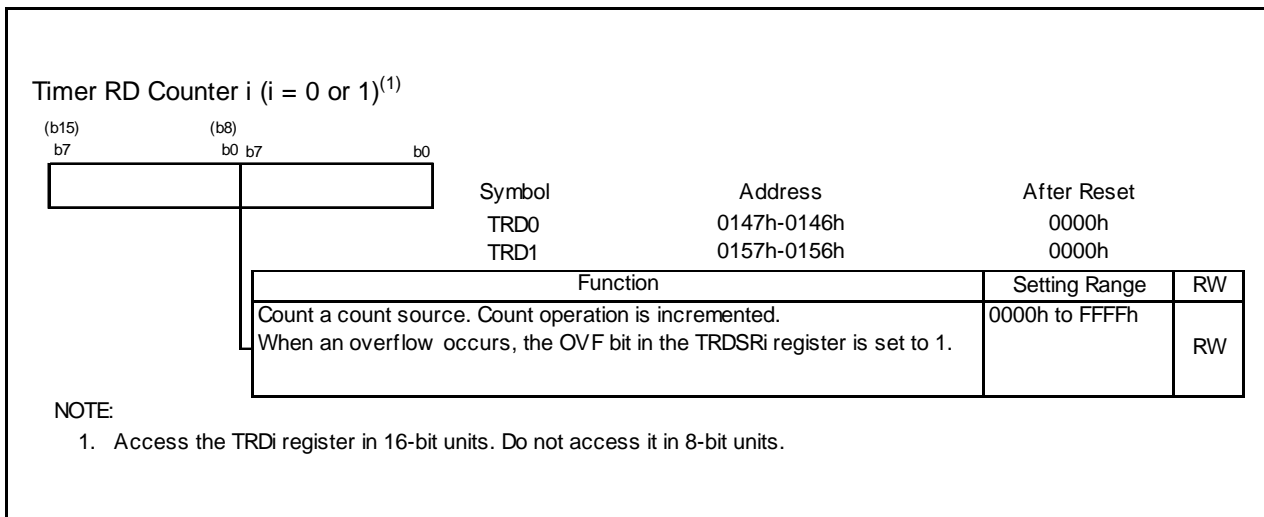 Timer RD Counter i (i = 0 or 1)(1)
(b15) (b8)
b7 b0 b7 b0
Symbol Address After Reset
TRD0 0147h-0146h 0000h
TRD1 0157h-0156h 0000h
Function Setting Range RW
Count a count source. Count operation is incremented. 0000h to FFFFh
When an overflow occurs, the OVF bit in the TRDSRi register is set to 1. RW
NOTE:
1. Access the TRDi register in 16-bit units. Do not access it in 8-bit units.